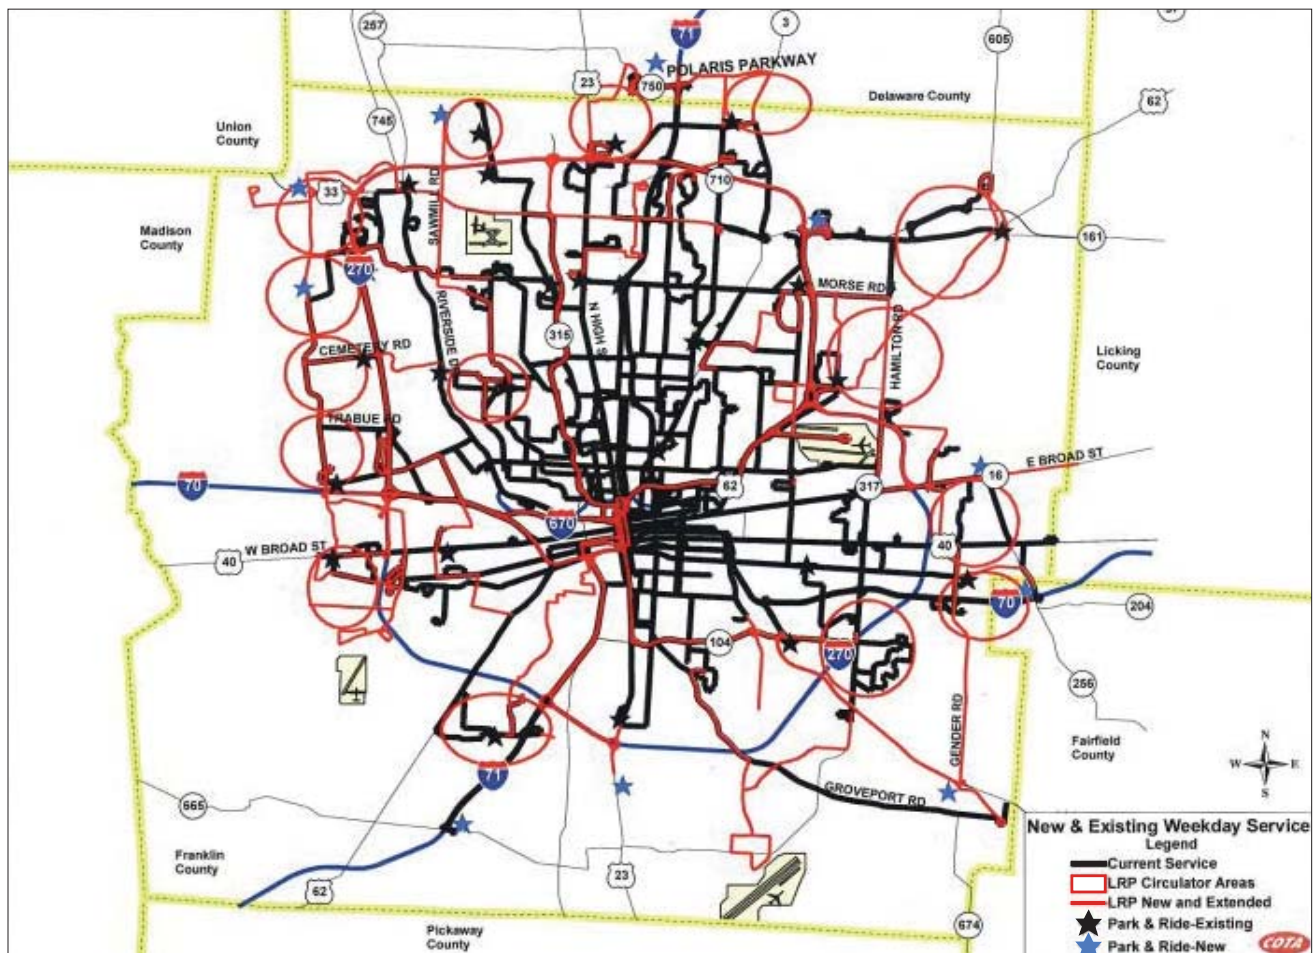 257
3
71
605
23
POLARIS PARKWAY
750
Delaware County
62
745
Union
County
SAWMILL RD
710
33
Madison
County
161
270
MORSE RD
RIVERSIDE D
N HIGH S
315
HAMILTON RD
CEMETERY RD
Licking
County
TRABUE RD
E BROAD ST
16
70
62
317
670
W BROAD ST
40
40
70
204
104
270
256
GENDER RD
Fairfield
County
N
W E
S
71
665
GROVEPORT RD
Franklin
County
62
23
674
Pickaway
County
New & Existing Weekday Service
Legend
Current Service
LRP Circulator Areas
LRP New and Extended
Park & Ride-Existing
Park & Ride-New
COTA